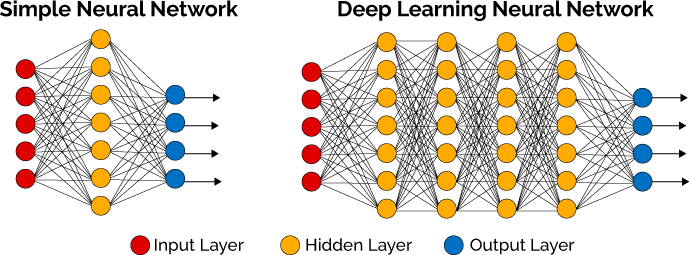 Simple Neural Network
Deep Learning Neural Network
Input Layer
Hidden Layer
Output Layer